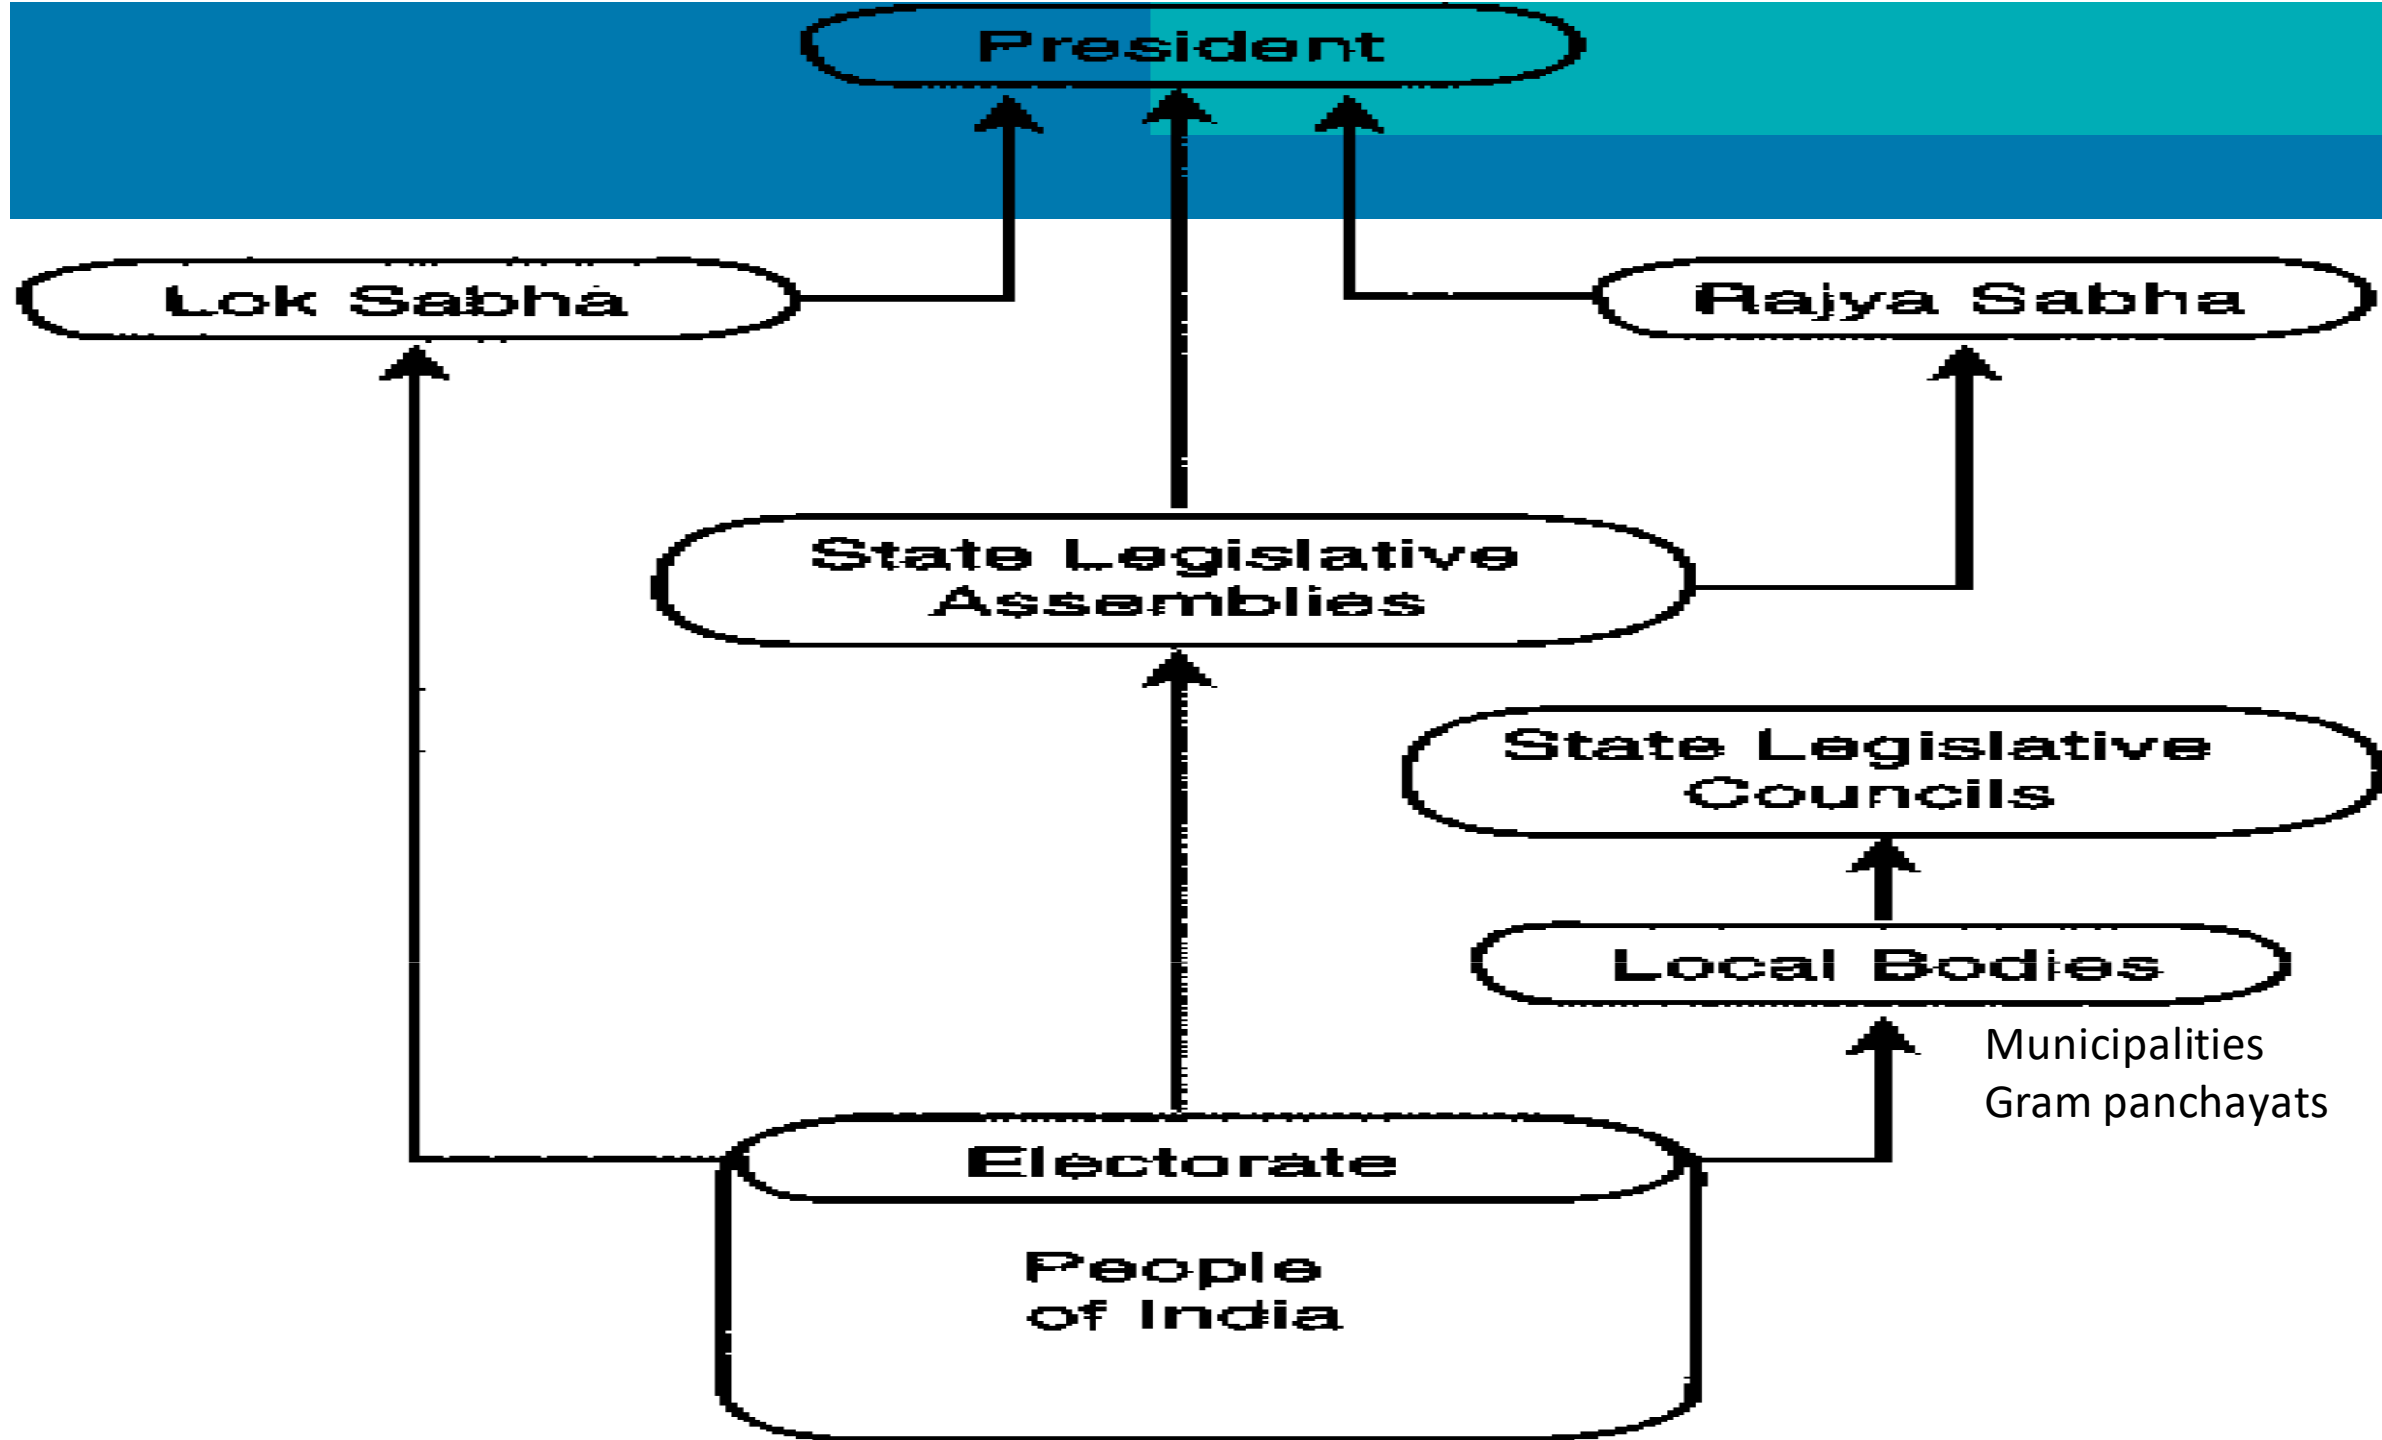 President
Lok Sabha
Rajya Sabha
State Legislative
Assemblies
State Legislative
Councils
Local Bodies
Municipalities
Gram panchayats
Electorate
People
of India